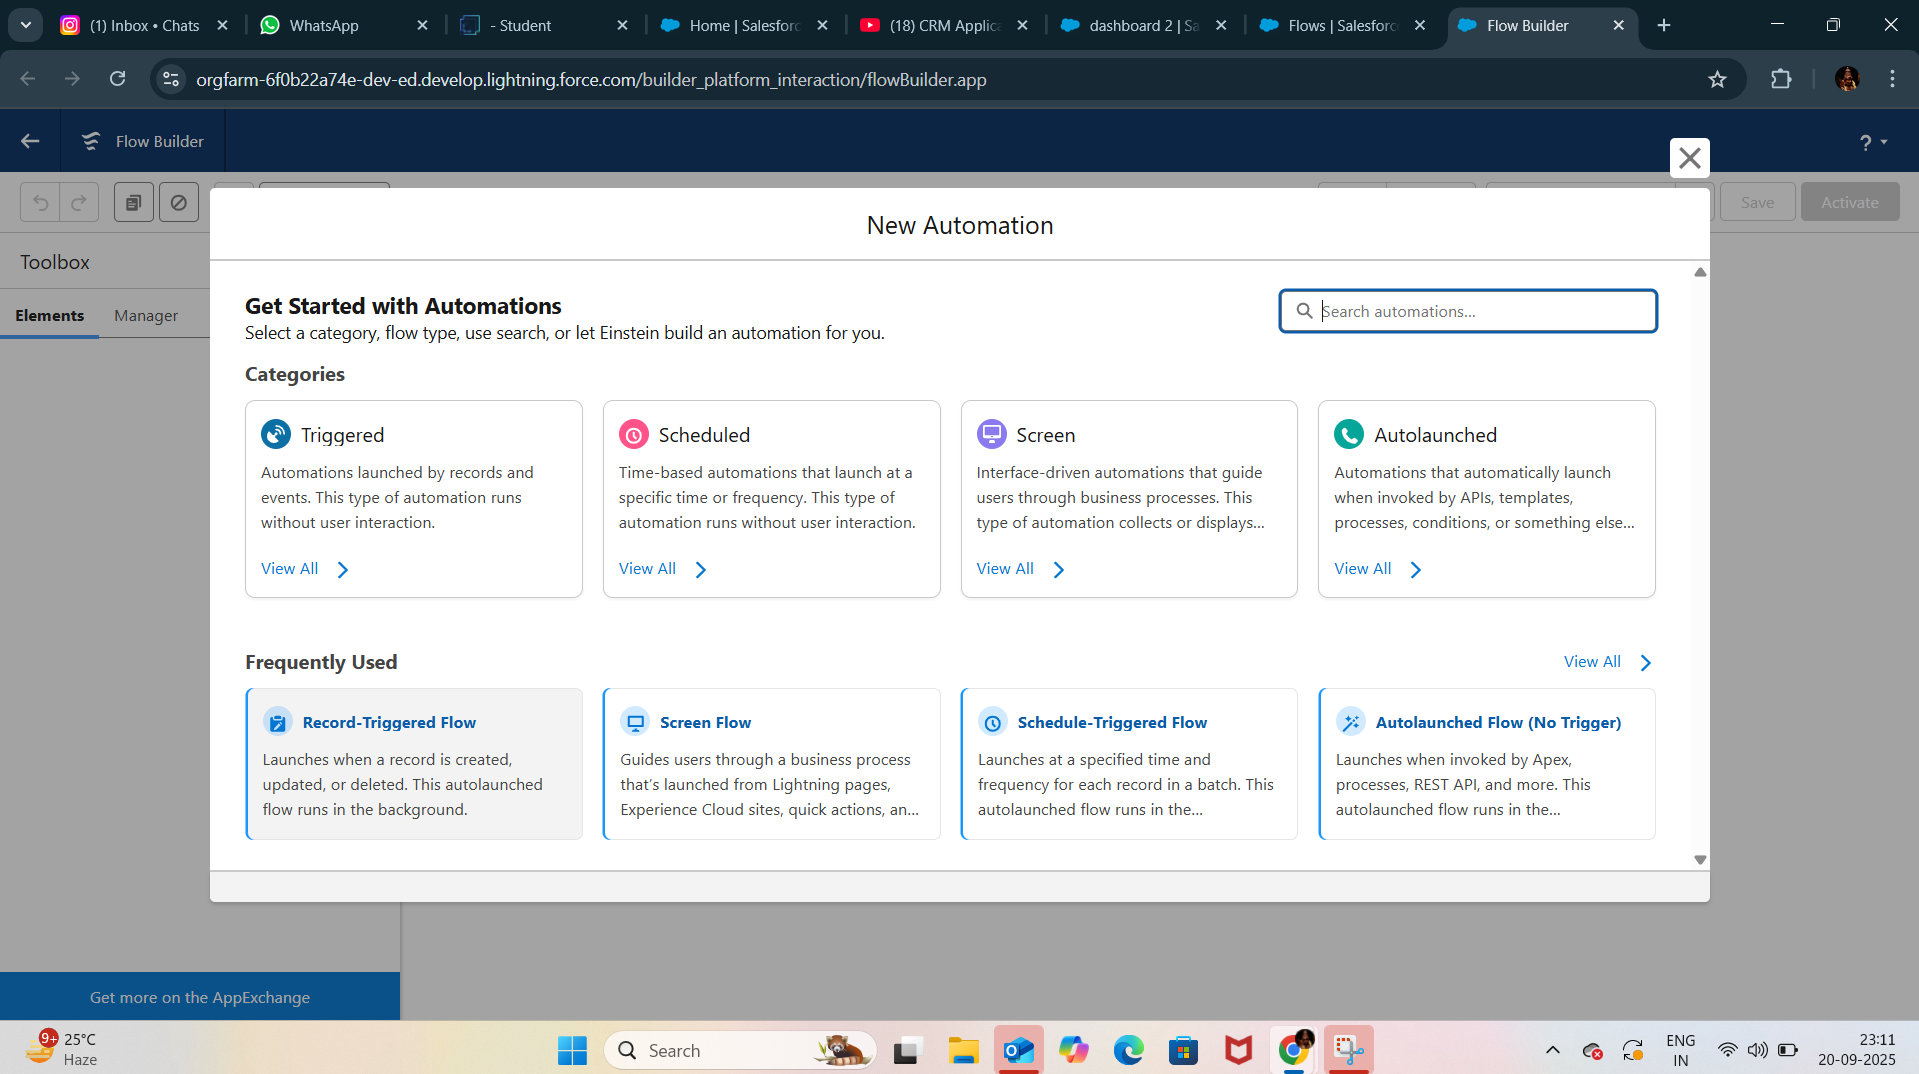 (1) Inbox • Chats
WhatsApp
- Student
Home | Salesforc
(18) CRM Applica
dashboard 2 | Sa
Flows | Salesforc
Flow Builder
orgfarm-6f0b22a74e-dev-ed.develop.lightning.force.com/builder_platform_interaction/flowBuilder.app
Flow Builder
?
Save
Activate
New Automation
Toolbox
Elements
Manager
Get Started with Automations
Search automations...
Select a category, flow type, use search, or let Einstein build an automation for you.
Categories
Triggered
Automations launched by records and
events. This type of automation runs
without user interaction.
View All
Scheduled
Time-based automations that launch at a
specific time or frequency. This type of
automation runs without user interaction.
View All
Screen
Interface-driven automations that guide
users through business processes. This
type of automation collects or displays...
View All
Autolaunched
Automations that automatically launch
when invoked by APIs, templates,
processes, conditions, or something else...
View All
Frequently Used
View All
Record-Triggered Flow
Launches when a record is created,
updated, or deleted. This autolaunched
flow runs in the background.
Screen Flow
Guides users through a business process
that's launched from Lightning pages,
Experience Cloud sites, quick actions, an...
Schedule-Triggered Flow
Launches at a specified time and
frequency for each record in a batch. This
autolaunched flow runs in the...
Autolaunched Flow (No Trigger)
Launches when invoked by Apex,
processes, REST API, and more. This
autolaunched flow runs in the...
Get more on the AppExchange
9+
25°C
Haze
Search
ENG
IN
23:11
20-09-2025